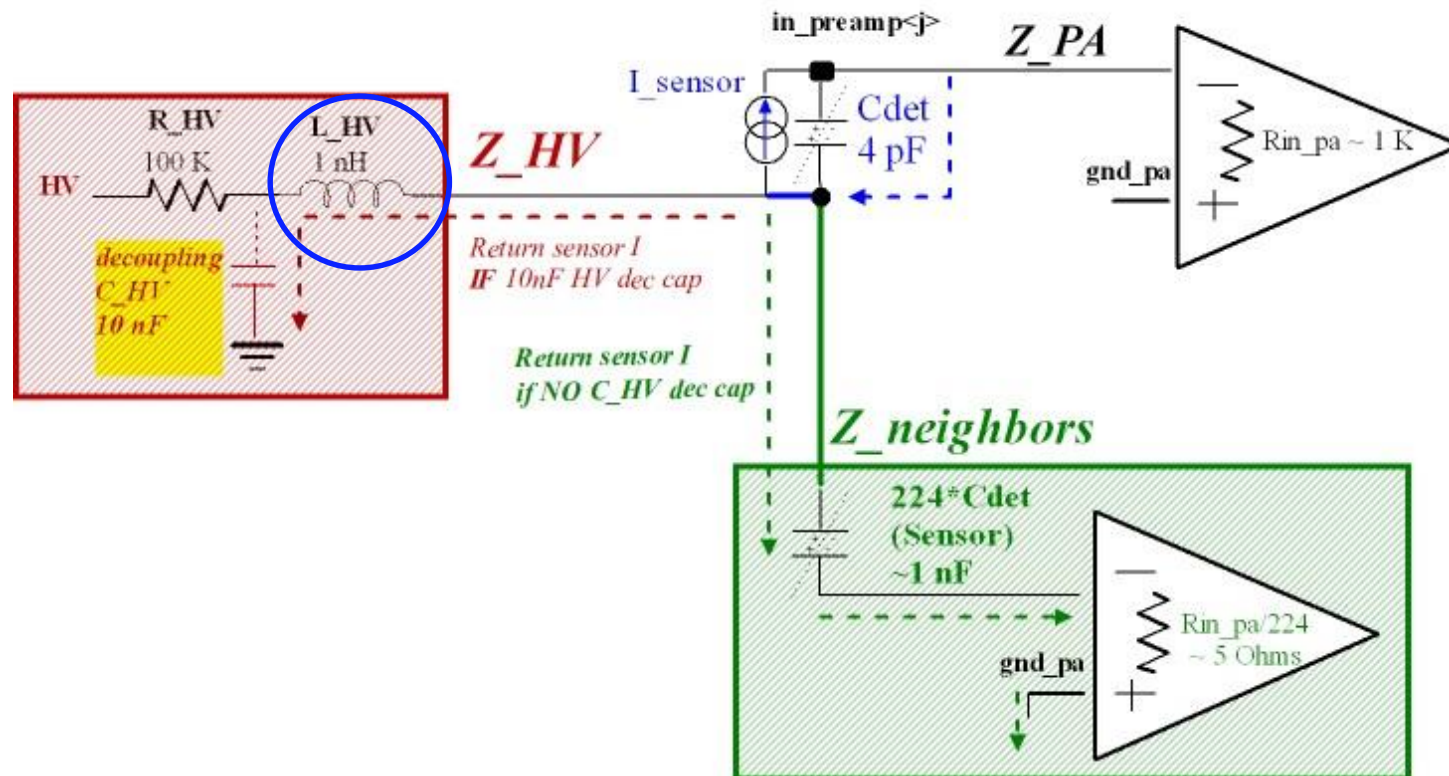 in_preamp<j>
Z_PA
I_sensor
R_HV
L_HV
Z_HV
Cdet
4 pF
100 K
1 nH
HV
Rin_pa ~ 1 K
gnd_pa
decoupling
C_HV
10 nF
Return sensor I
IF 10nF HV dec cap
Return sensor I
if NO C_HV dec cap
Z_neighbors
224*Cdet
(Sensor)
~1 nF
Rin_pa/224
~ 5 Ohms
gnd_pa